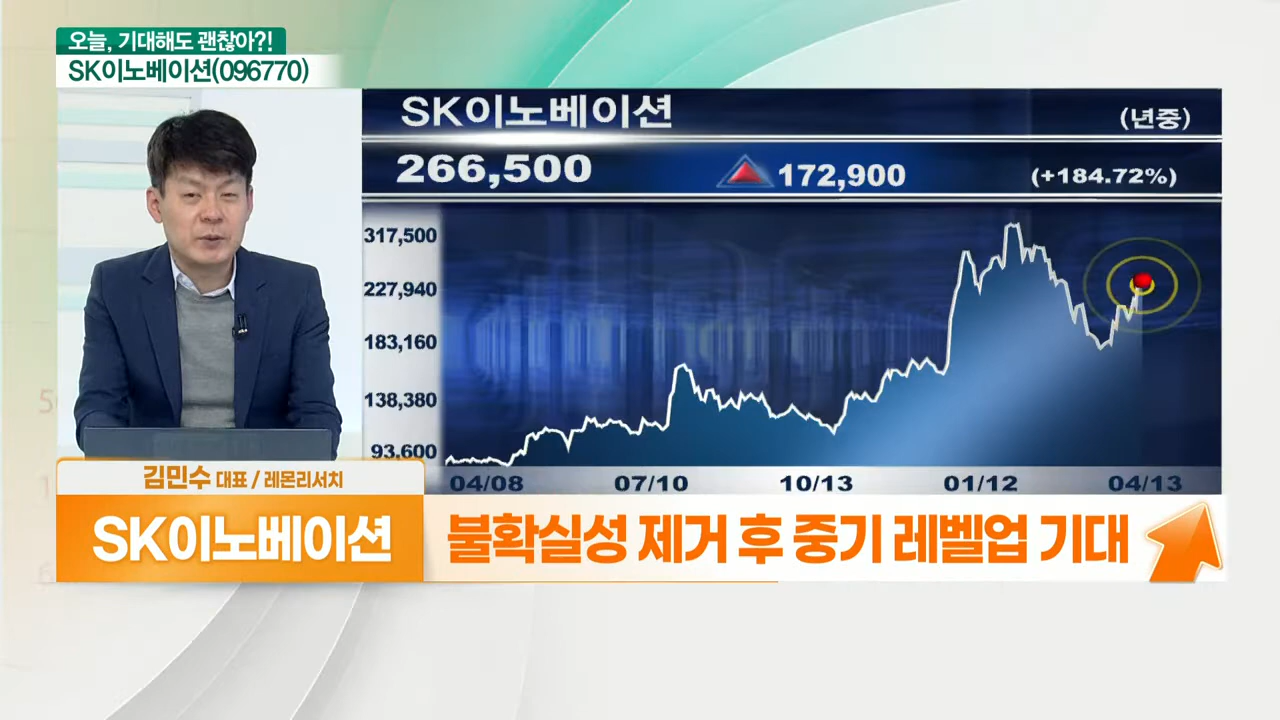 오늘, 기대해도 괜찮아?!
SK이노베이션(096770)
SK이노베이션
(년중)
266,500
172,900
(+184.72%)
317,500
227,940
183,160
138,380
93,600
04/08
07/10
10/13
01/12
04/13
김민수 대표 / 레몬리서치
SK이노베이션
불확실성 제거 후 중기 레벨업 기대